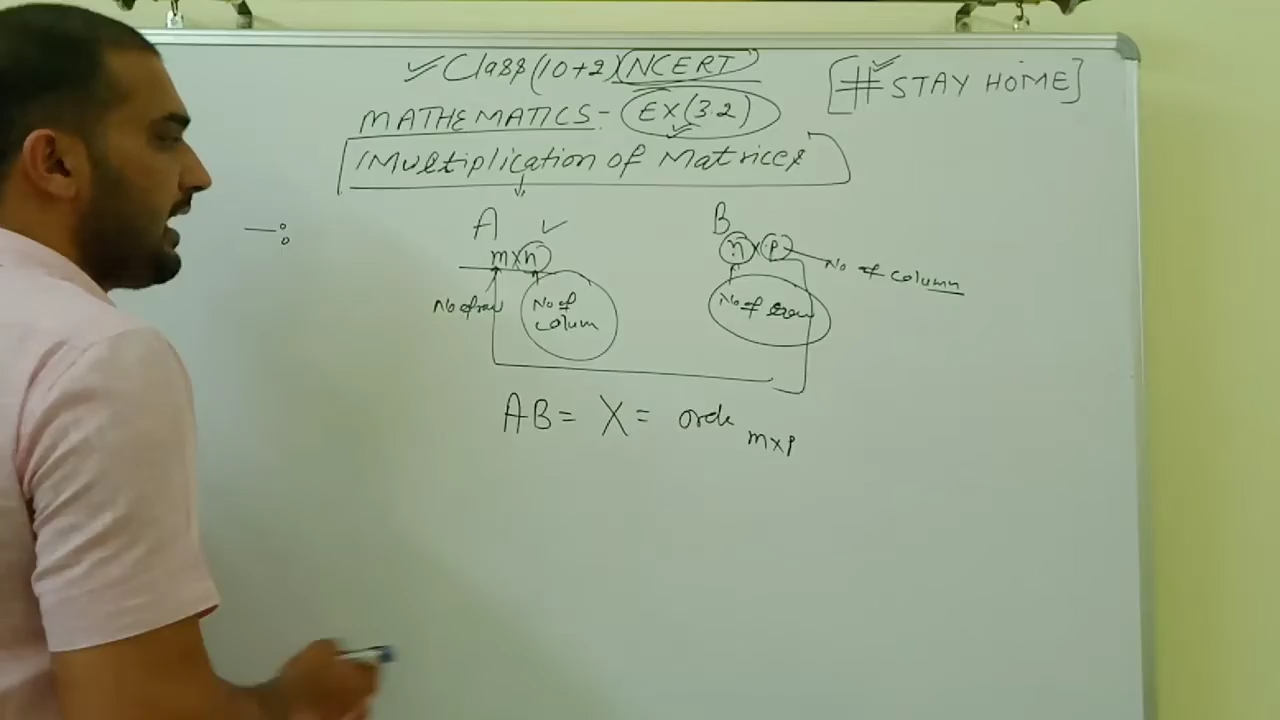 ✓ Class (10+2) (NCERT)
[# STAY HOME]
MATHEMATICS - EX(3.2)
Multiplication of Matrices
A ✓ B
m×n n×p
No of row No of colum No of row No of column
AB = X = orde m×p